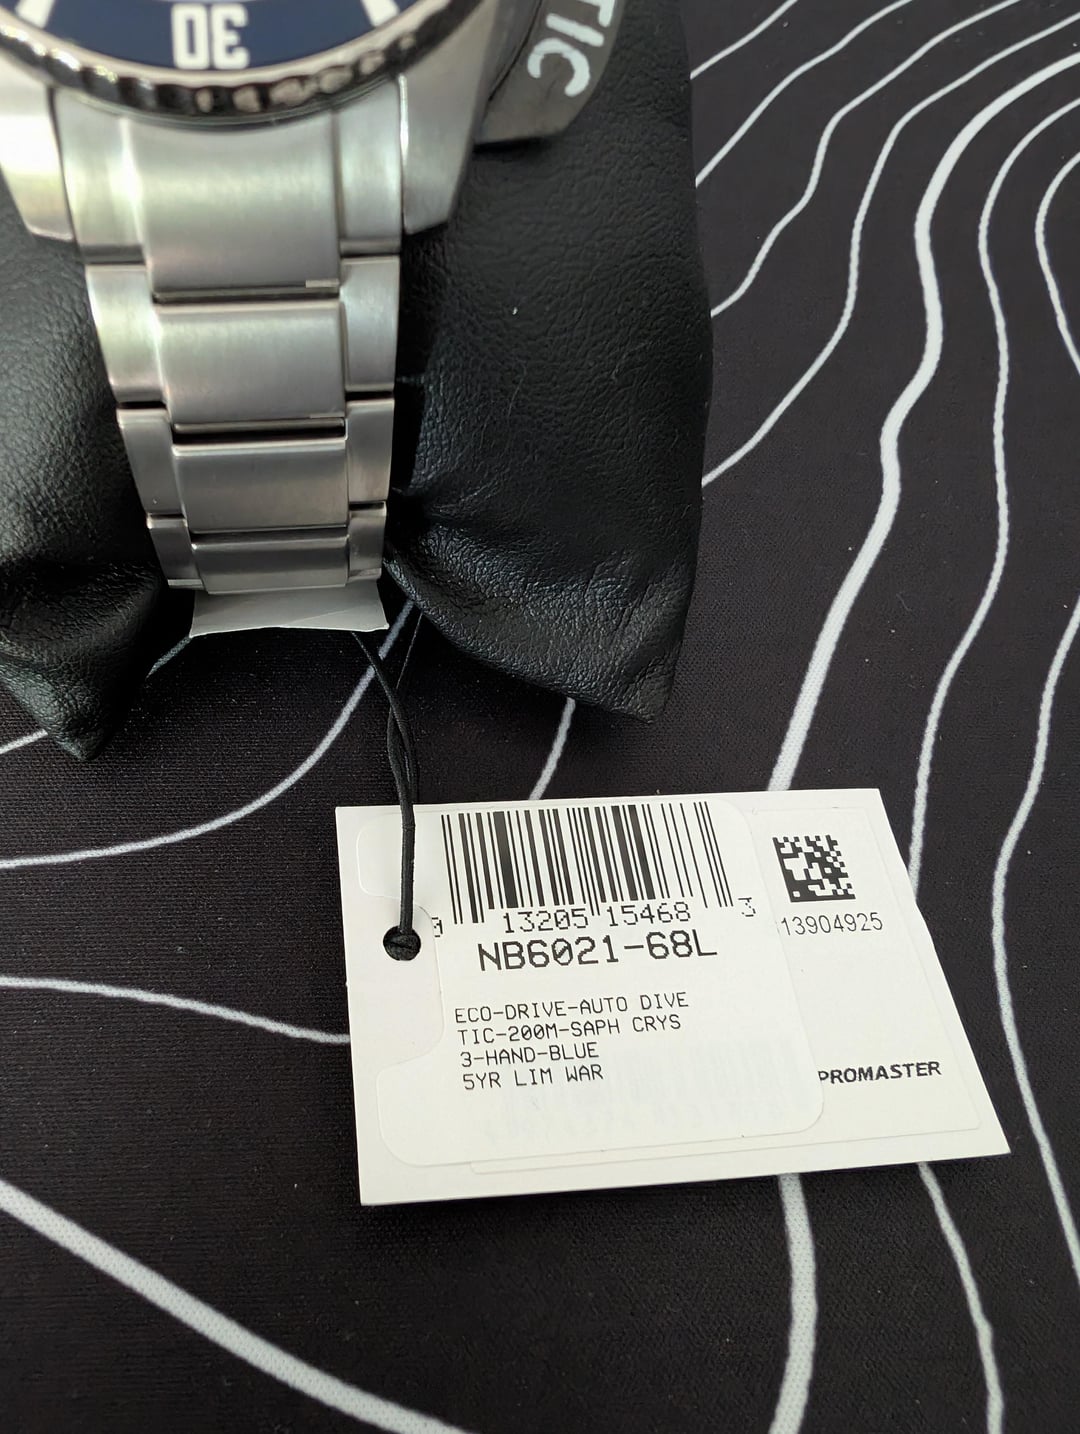 30
TIC
0 13205 15468 3
NB6021-68L
ECO-DRIVE-AUTO DIVE
TIC-200M-SAPH CRYS
3-HAND-BLUE
5YR LIM WAR
13904925
PROMASTER